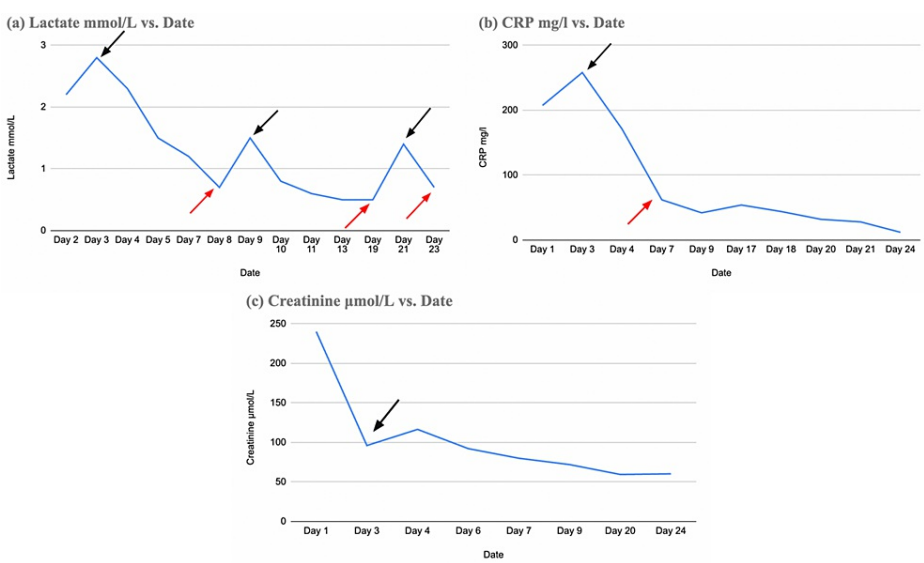 (a) Lactate mmol/L vs. Date
3
2
1
0
Lactate mmol/L
Day 2 Day 3 Day 4 Day 5 Day 7 Day 8 Day 9 Day 10 Day 11 Day 13 Day 19 Day 21 Day 23
Date
(b) CRP mg/l vs. Date
300
200
100
0
CRP mg/l
Day 1 Day 3 Day 4 Day 7 Day 9 Day 17 Day 18 Day 20 Day 21 Day 24
Date
(c) Creatinine µmol/L vs. Date
250
200
150
100
50
0
Creatinine µmol/L
Day 1 Day 3 Day 4 Day 6 Day 7 Day 9 Day 20 Day 24
Date